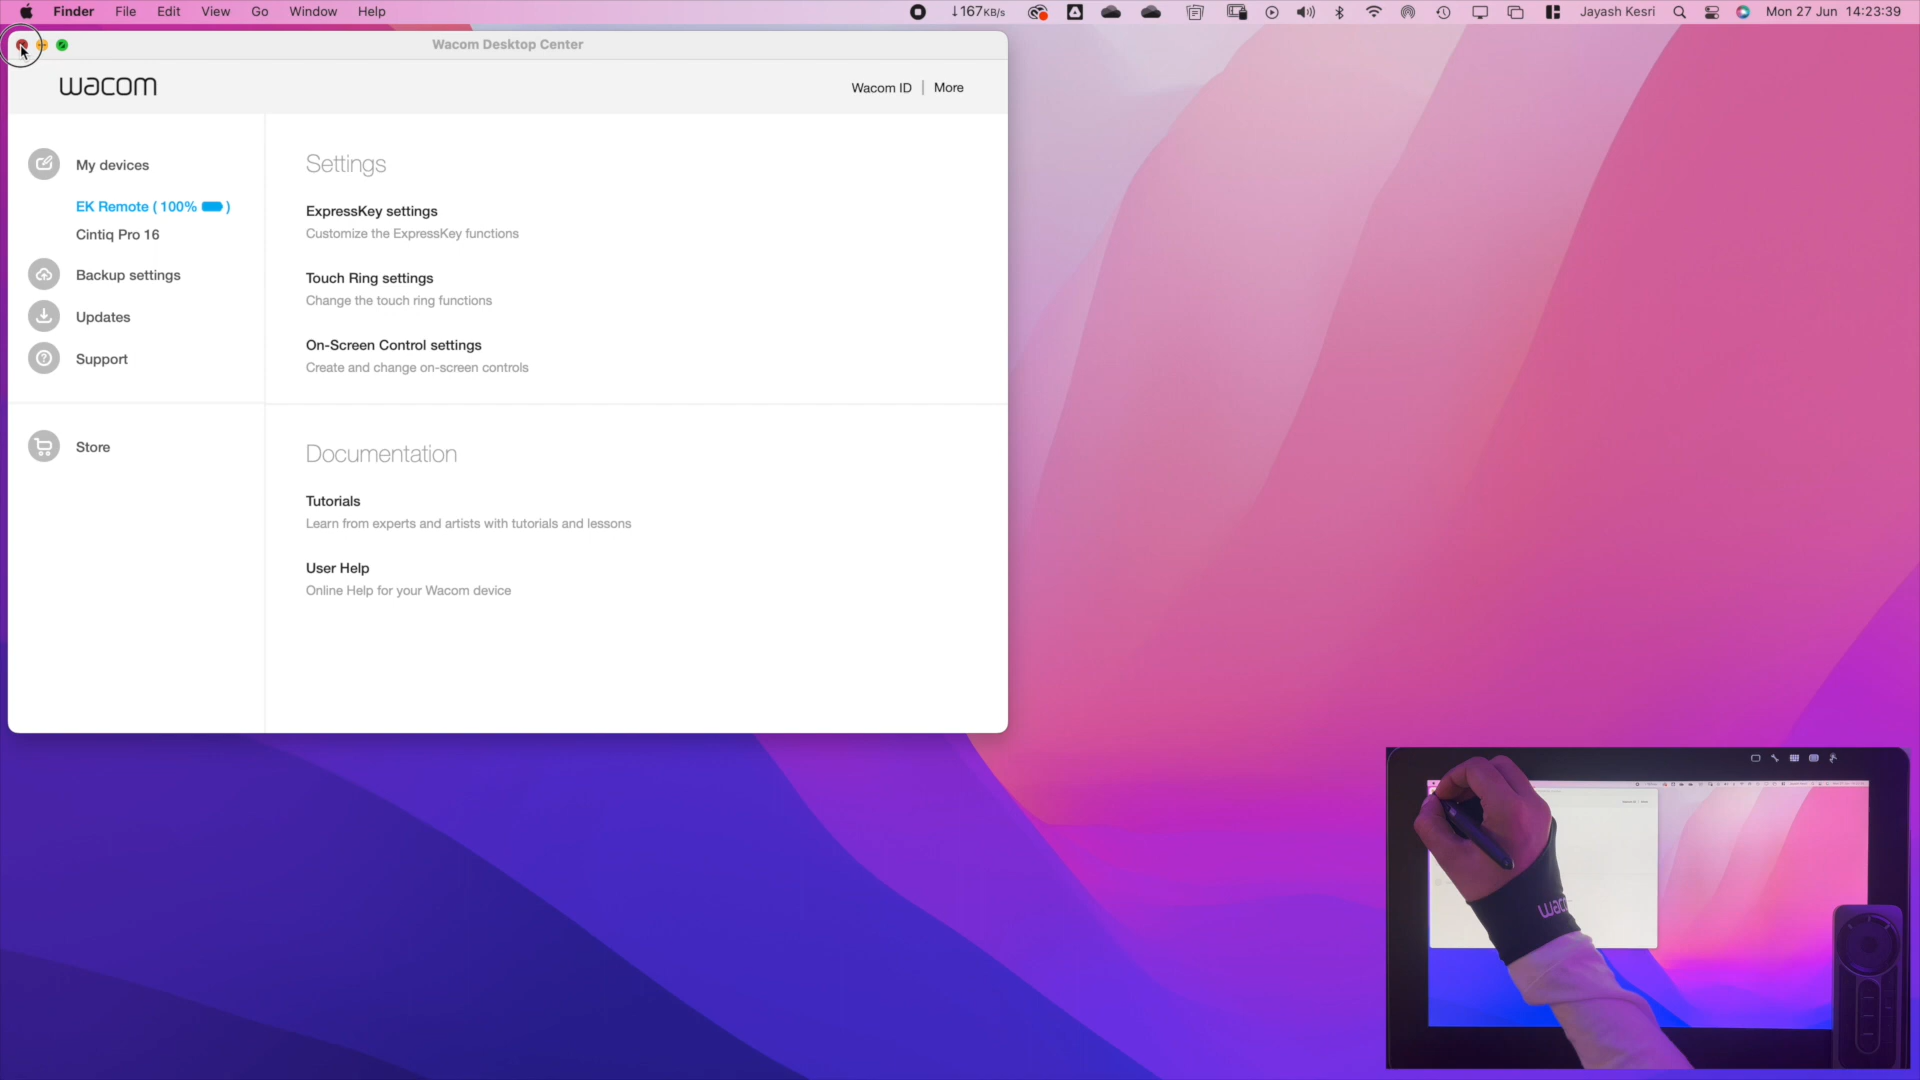 Finder File Edit View Go Window Help ↓167KB/s Jayash Kesri Mon 27 Jun 14:23:39
Wacom Desktop Center
wacom
Wacom ID | More
My devices
EK Remote ( 100% )
Cintiq Pro 16
Backup settings
Updates
Support
Store
Settings
ExpressKey settings
Customize the ExpressKey functions
Touch Ring settings
Change the touch ring functions
On-Screen Control settings
Create and change on-screen controls
Documentation
Tutorials
Learn from experts and artists with tutorials and lessons
User Help
Online Help for your Wacom device